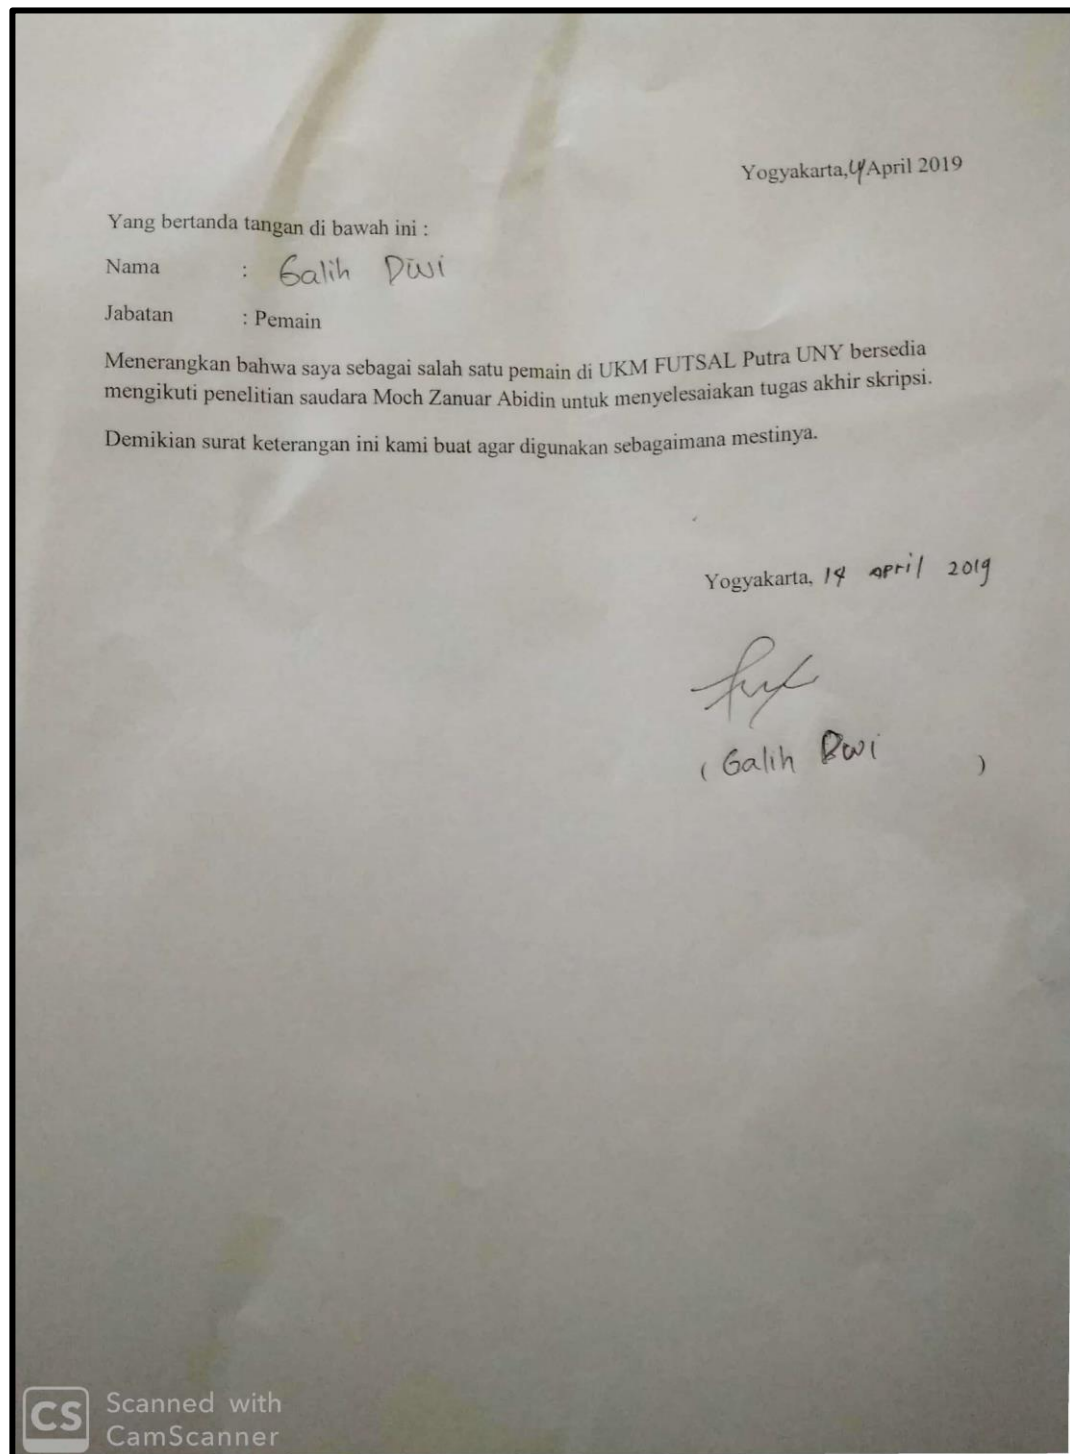 Yogyakarta, 14 April 2019
Yang bertanda tangan di bawah ini :
Nama : Galih Dwi
Jabatan : Pemain
Menerangkan bahwa saya sebagai salah satu pemain di UKM FUTSAL Putra UNY bersedia
mengikuti penelitian saudara Moch Zanuar Abidin untuk menyelesaiakan tugas akhir skripsi.
Demikian surat keterangan ini kami buat agar digunakan sebagaimana mestinya.
Yogyakarta, 14 April 2019
( Galih Dwi )
CS Scanned with
CamScanner